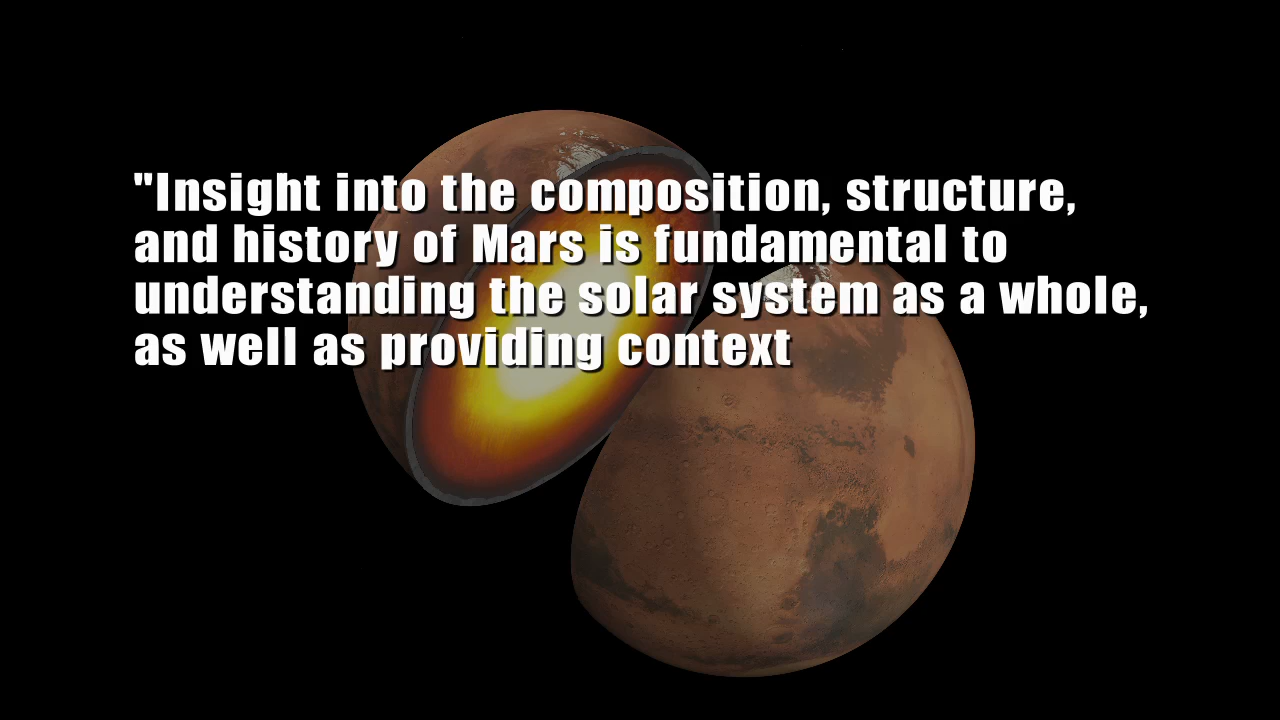 "Insight into the composition, structure,
and history of Mars is fundamental to
understanding the solar system as a whole,
as well as providing context